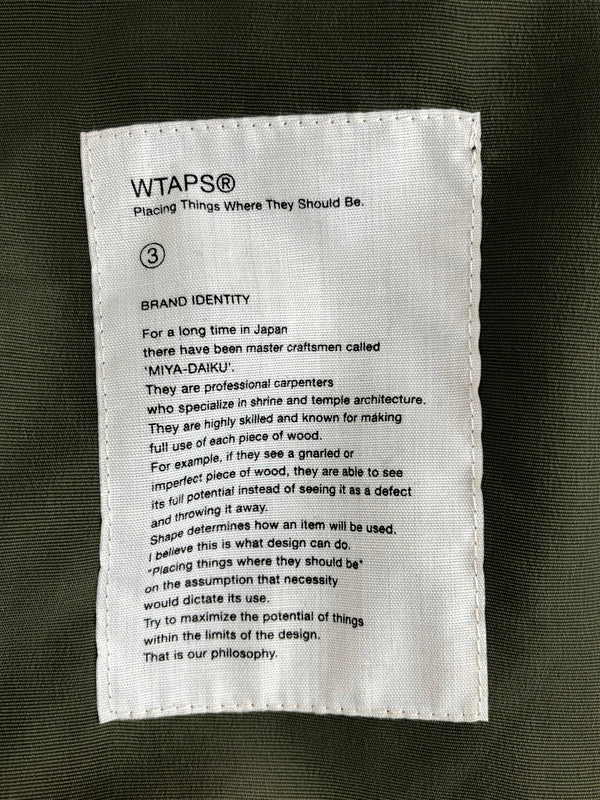 WTAPS®
Placing Things Where They Should Be.
③
BRAND IDENTITY
For a long time in Japan
there have been master craftsmen called
'MIYA-DAIKU'.
They are professional carpenters
who specialize in shrine and temple architecture.
They are highly skilled and known for making
full use of each piece of wood.
For example, if they see a gnarled or
imperfect piece of wood, they are able to see
its full potential instead of seeing it as a defect
and throwing it away.
Shape determines how an item will be used.
I believe this is what design can do.
"Placing things where they should be"
on the assumption that necessity
would dictate its use.
Try to maximize the potential of things
within the limits of the design.
That is our philosophy.